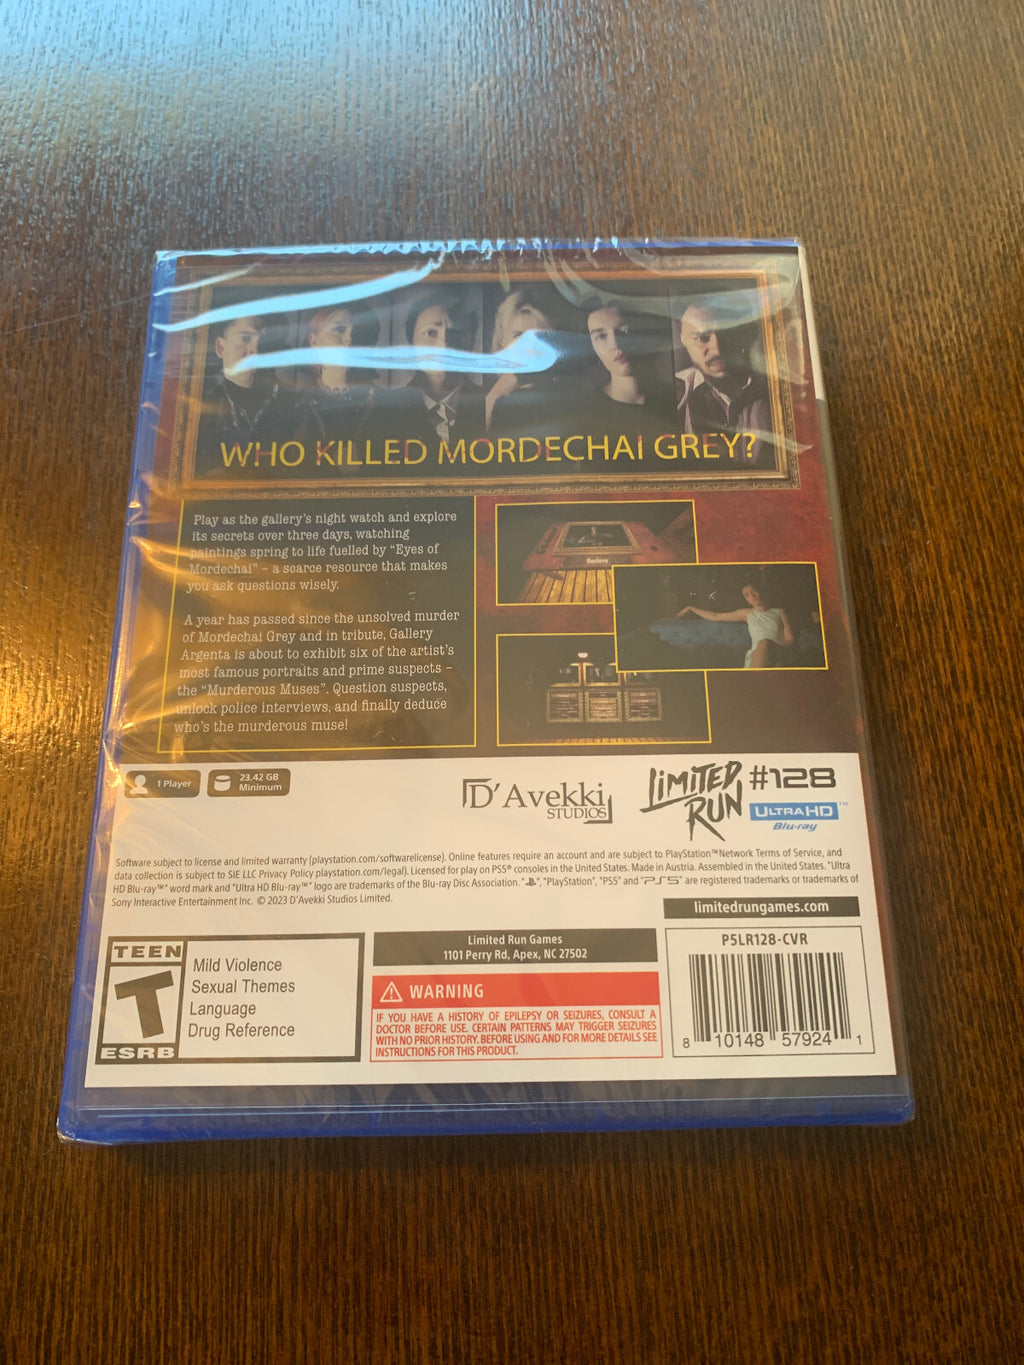 WHO KILLED MORDECHAI GREY?
Play as the gallery's night watch and explore
its secrets over three days, watching
paintings spring to life fuelled by “Eyes of
Mordechai” – a scarce resource that makes
you ask questions wisely.
A year has passed since the unsolved murder
of Mordechai Grey and in tribute, Gallery
Argenta is about to exhibit six of the artist's
most famous portraits and prime suspects –
the “Murderous Muses”. Question suspects,
unlock police interviews, and finally deduce
who's the murderous muse!
1 Player
23.42 GB
Minimum
D'Avekki
STUDIOS
LIMITED
RUN
#128
ULTRA HD
Blu-ray™
Software subject to license and limited warranty (playstation.com/softwarelicense). Online features require an account and are subject to PlayStation™Network Terms of Service, and
data collection is subject to SIE LLC Privacy Policy playstation.com/legal). Licensed for play on PS5® consoles in the United States. Made in Austria. Assembled in the United States. "Ultra
HD Blu-ray™" word mark and "Ultra HD Blu-ray™" logo are trademarks of the Blu-ray Disc Association. " ", "PlayStation", "PS5" and "PS5" are registered trademarks or trademarks of
Sony Interactive Entertainment Inc. © 2023 D'Avekki Studios Limited.
limitedrungames.com
TEEN
T
ESRB
Mild Violence
Sexual Themes
Language
Drug Reference
Limited Run Games
1101 Perry Rd, Apex, NC 27502
WARNING
IF YOU HAVE A HISTORY OF EPILEPSY OR SEIZURES, CONSULT A
DOCTOR BEFORE USE. CERTAIN PATTERNS MAY TRIGGER SEIZURES
WITH NO PRIOR HISTORY. BEFORE USING AND FOR MORE DETAILS SEE
INSTRUCTIONS FOR THIS PRODUCT.
P5LR128-CVR
8 10148 57924 1